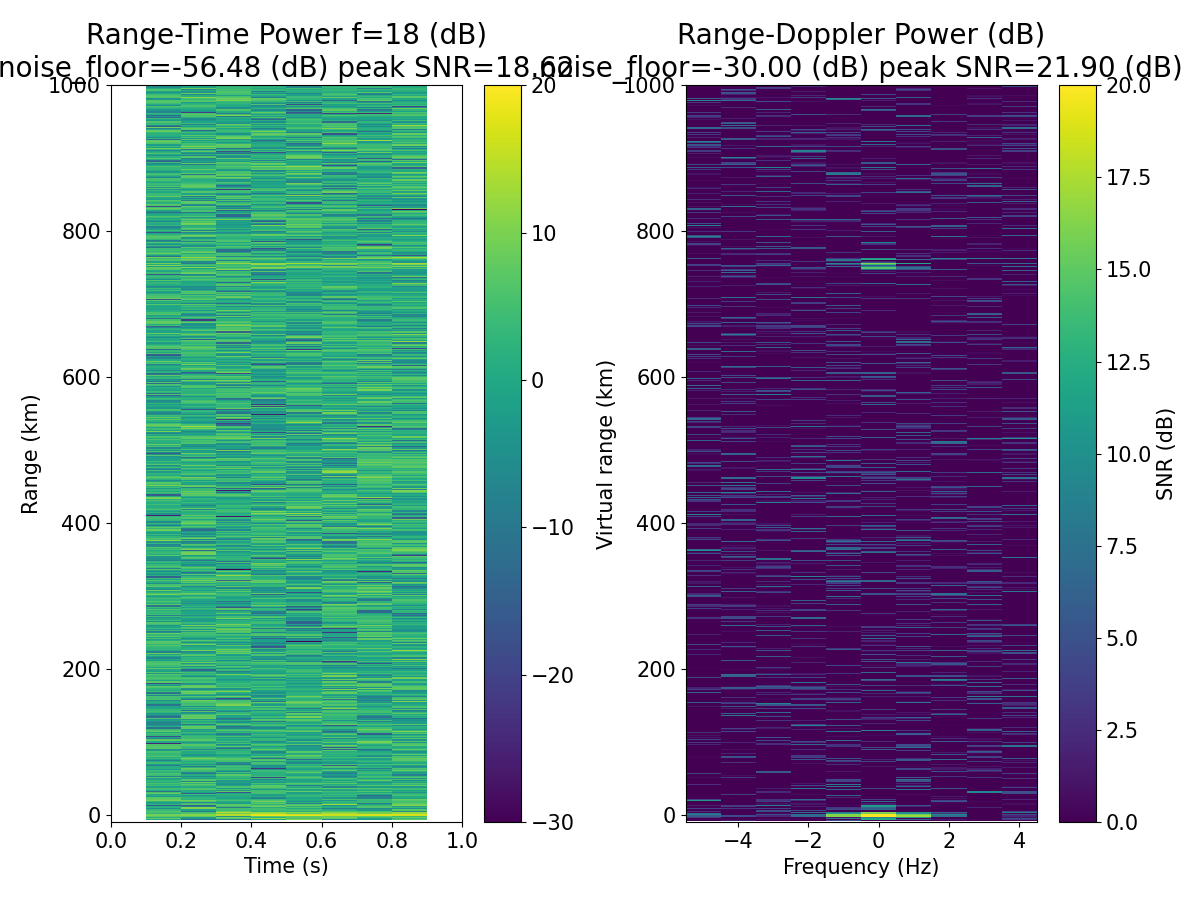 Range-Time Power f=18 (dB)
noise_floor=-56.48 (dB) peak SNR=18.62
Range-Doppler Power (dB)
noise_floor=-30.00 (dB) peak SNR=21.90 (dB)
1000
800
600
400
200
0
Range (km)
0.0 0.2 0.4 0.6 0.8 1.0
Time (s)
20
10
0
−10
−20
−30
1000
800
600
400
200
0
Virtual range (km)
−4 −2 0 2 4
Frequency (Hz)
20.0
17.5
15.0
12.5
10.0
7.5
5.0
2.5
0.0
SNR (dB)